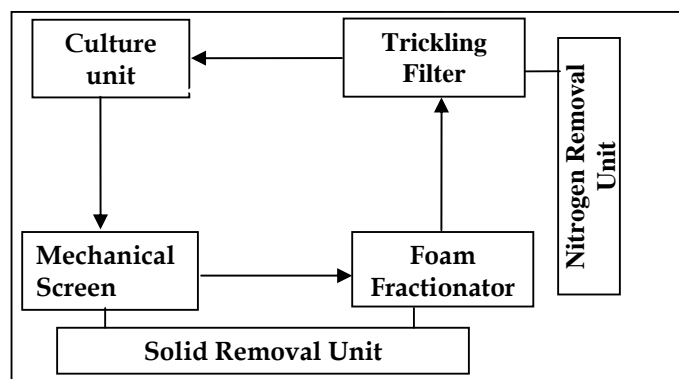 Culture
unit
Trickling
Filter
Nitrogen Removal
Unit
Mechanical
Screen
Foam
Fractionator
Solid Removal Unit